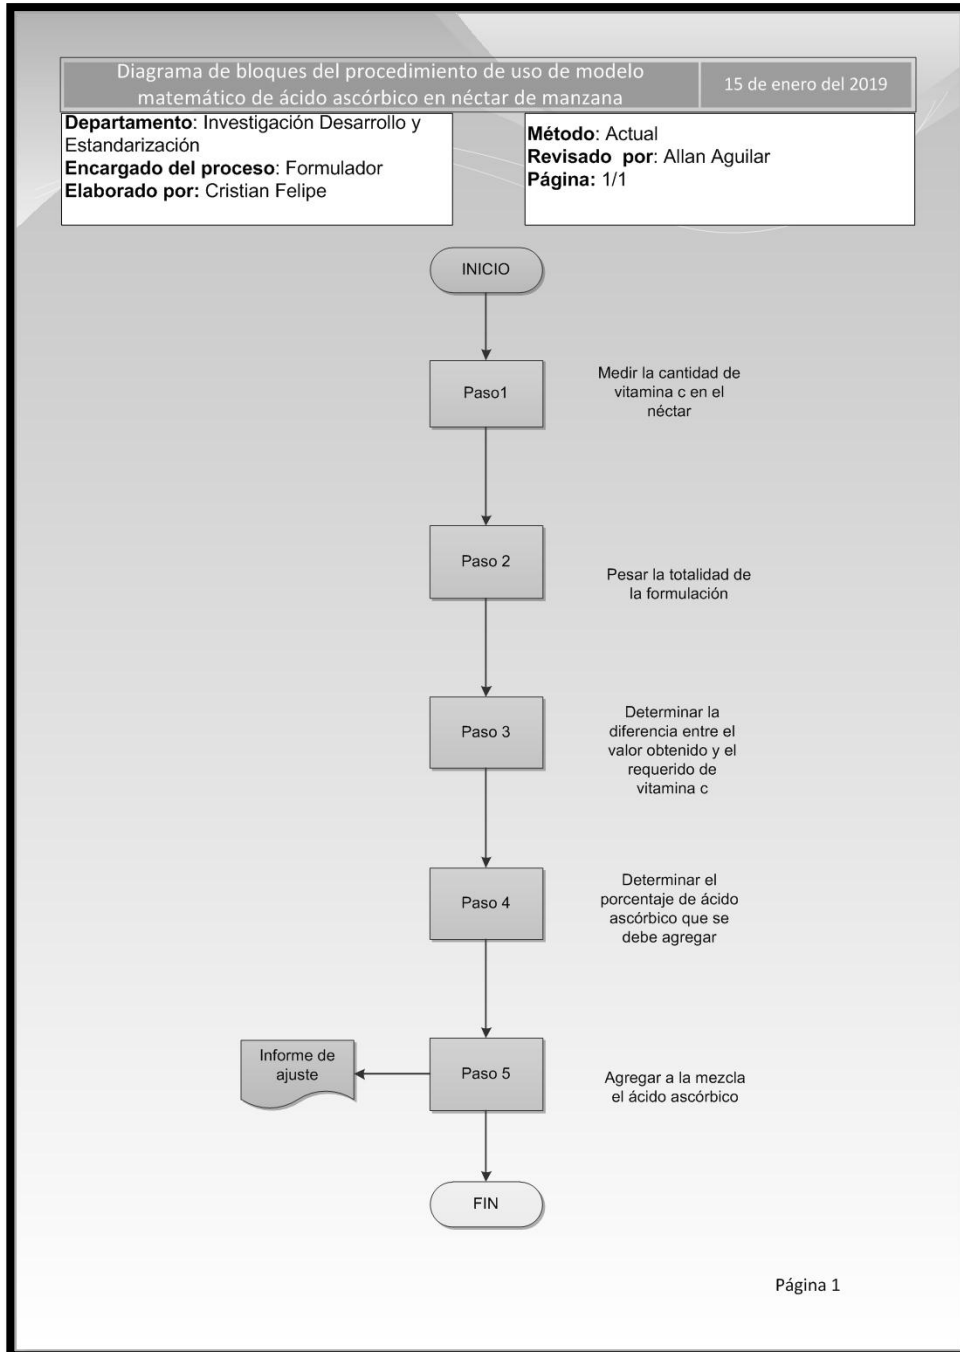 Diagrama de bloques del procedimiento de uso de modelo
matemático de ácido ascórbico en néctar de manzana
15 de enero del 2019
Departamento: Investigación Desarrollo y
Estandarización
Encargado del proceso: Formulador
Elaborado por: Cristian Felipe
Método: Actual
Revisado por: Allan Aguilar
Página: 1/1
INICIO
Paso1
Medir la cantidad de
vitamina c en el
néctar
Paso 2
Pesar la totalidad de
la formulación
Paso 3
Determinar la
diferencia entre el
valor obtenido y el
requerido de
vitamina c
Paso 4
Determinar el
porcentaje de ácido
ascórbico que se
debe agregar
Informe de
ajuste
Paso 5
Agregar a la mezcla
el ácido ascórbico
FIN
Página 1